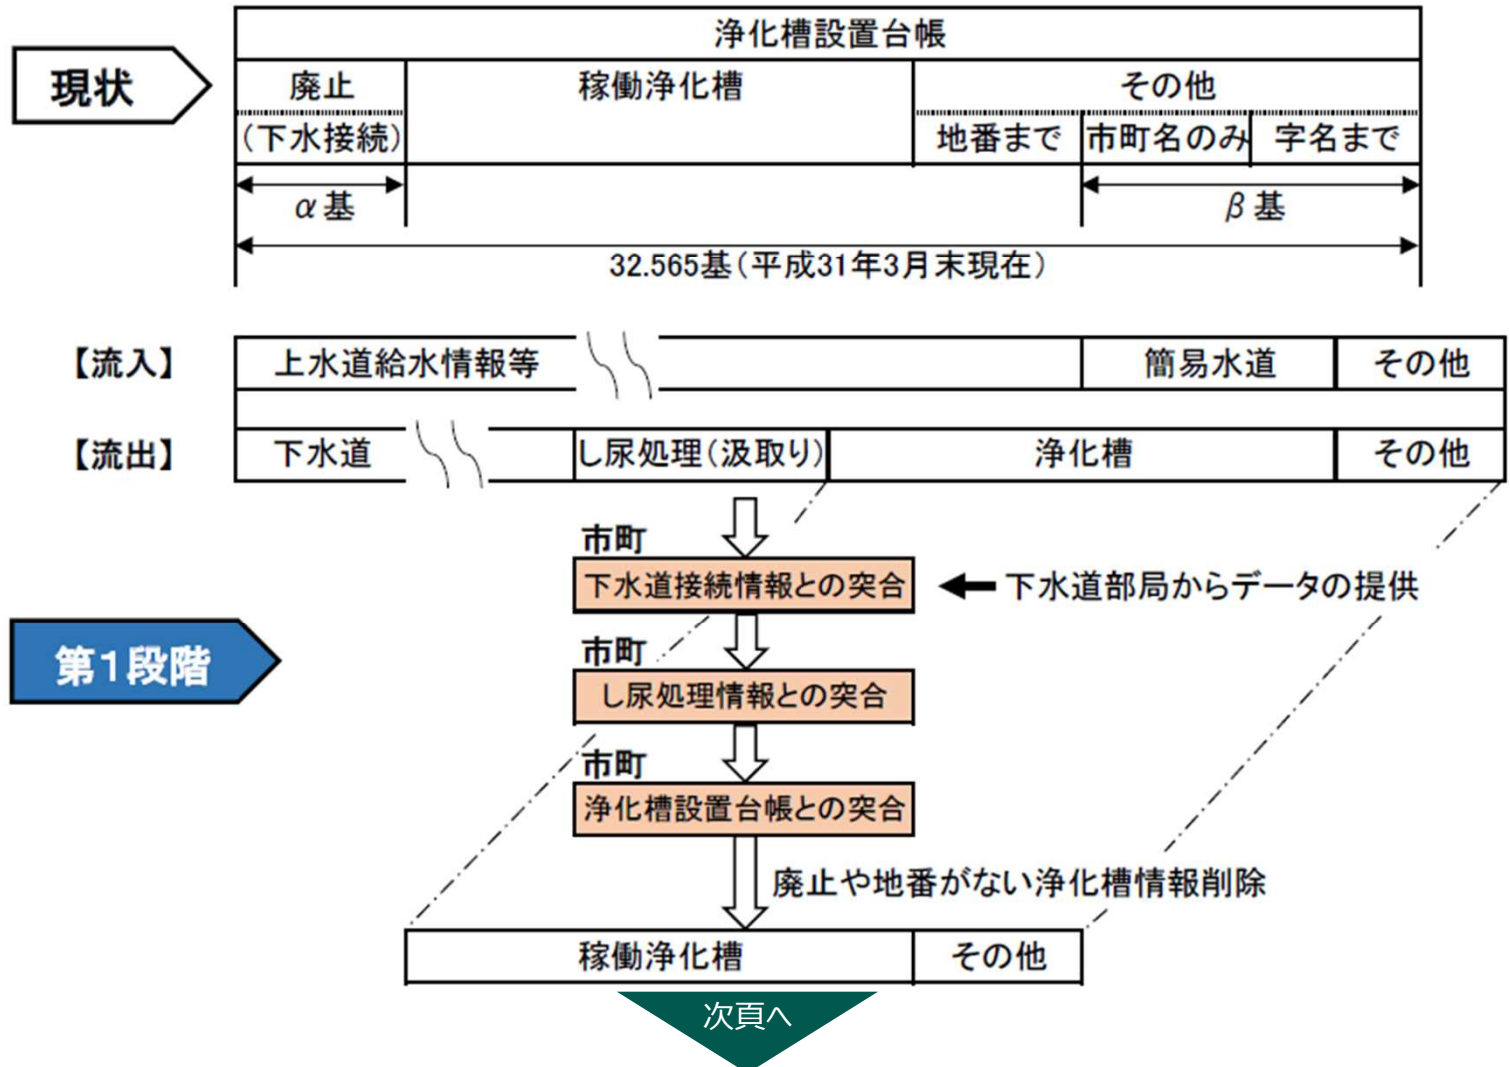 浄化槽設置台帳
現状
廃止
稼働浄化槽
その他
(下水接続)
地番まで
市町名のみ
字名まで
α基
β基
32.565基(平成31年3月末現在)
【流入】
上水道給水情報等
簡易水道
その他
【流出】
下水道
し尿処理(汲取り)
浄化槽
その他
市町
下水道接続情報との突合
下水道部局からデータの提供
第1段階
市町
し尿処理情報との突合
市町
浄化槽設置台帳との突合
廃止や地番がない浄化槽情報削除
稼働浄化槽
その他
次頁へ